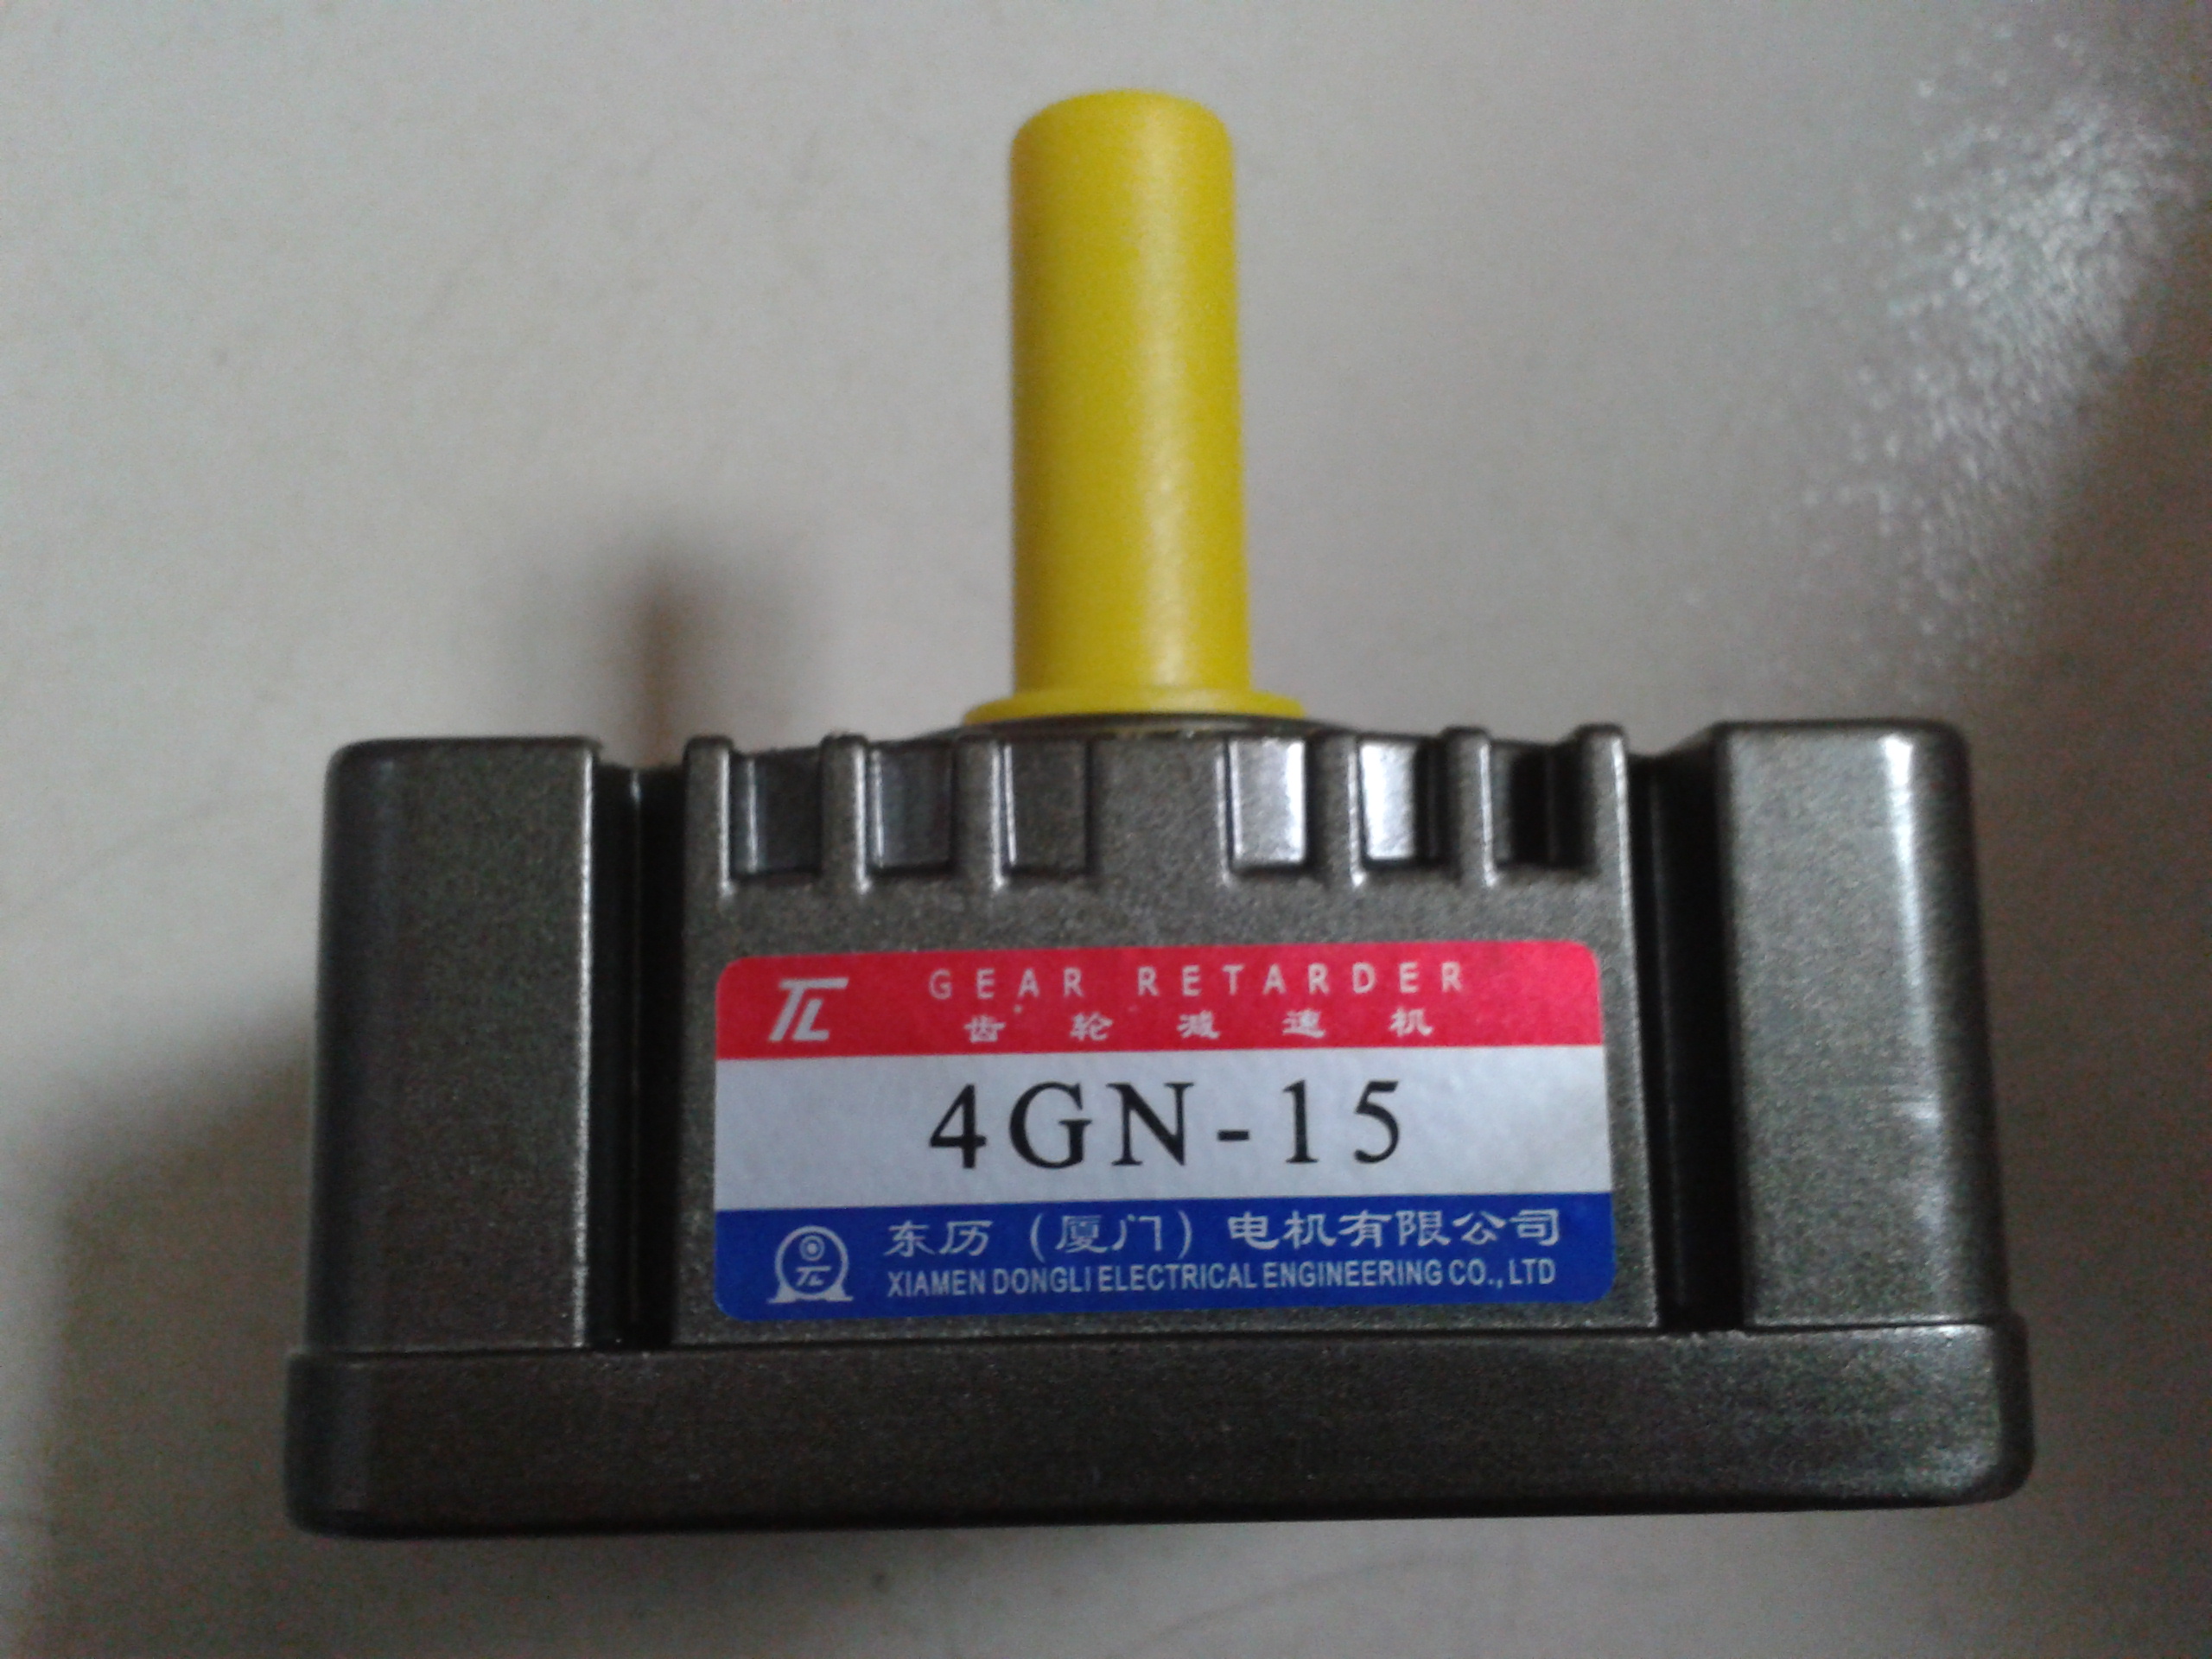 TL GEAR RETARDER
齿轮减速机
4GN-15
东历（厦门）电机有限公司
TL XIAMEN DONGLI ELECTRICAL ENGINEERING CO., LTD